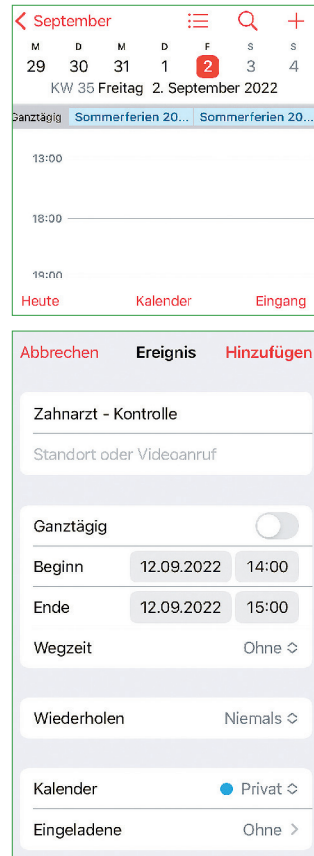 September
M D M D F S S
29 30 31 1 2 3 4
KW 35 Freitag 2. September 2022
Ganztägig Sommerferien 20... Sommerferien 20...
13:00
18:00
19:00
Heute Kalender Eingang
Abbrechen Ereignis Hinzufügen
Zahnarzt - Kontrolle
Standort oder Videoanruf
Ganztägig
Beginn 12.09.2022 14:00
Ende 12.09.2022 15:00
Wegzeit Ohne
Wiederholen Niemals
Kalender Privat
Eingeladene Ohne